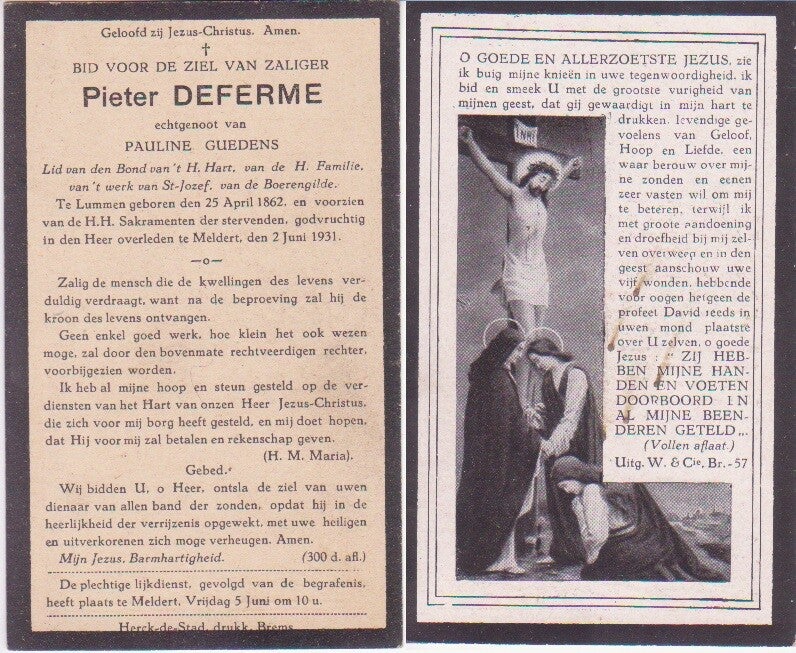 Geloofd zij Jezus-Christus. Amen.
†
BID VOOR DE ZIEL VAN ZALIGER
Pieter DEFERME
echtgenoot van
PAULINE GUEDENS
Lid van den Bond van 't H. Hart, van de H. Familie,
van 't werk van St-Jozef, van de Boerengilde.
Te Lummen geboren den 25 April 1862, en voorzien
van de H.H. Sakramenten der stervenden, godvruchtig
in den Heer overleden te Meldert, den 2 Juni 1931.
—o—
Zalig de mensch die de kwellingen des levens ver-
duldig verdraagt, want na de beproeving zal hij de
kroon des levens ontvangen.
Geen enkel goed werk, hoe klein het ook wezen
moge, zal door den bovenmate rechtveerdigen rechter,
voorbijgezien worden.
Ik heb al mijne hoop en steun gesteld op de ver-
diensten van het Hart van onzen Heer Jezus-Christus,
die zich voor mij borg heeft gesteld, en mij doet hopen,
dat Hij voor mij zal betalen en rekenschap geven.
(H. M. Maria).
Gebed.
Wij bidden U, o Heer, ontsla de ziel van uwen
dienaar van allen band der zonden, opdat hij in de
heerlijkheid der verrijzenis opgewekt, met uwe heiligen
en uitverkorenen zich moge verheugen. Amen.
Mijn Jezus, Barmhartigheid. (300 d. afl.)
De plechtige lijkdienst, gevolgd van de begrafenis,
heeft plaats te Meldert, Vrijdag 5 Juni om 10 u.
Herck-de-Stad, drukk. Brems
O GOEDE EN ALLERZOETSTE JEZUS, zie
ik buig mijne knieën in uwe tegenwoordigheid, ik
bid en smeek U met de grootste vurigheid van
mijnen geest, dat gij gewaardigt in mijn hart te
drukken, levendige ge-
voelens van Geloof,
Hoop en Liefde, een
waar berouw over mij-
ne zonden en eenen
zeer vasten wil om mij
te beteren, terwijl ik
met groote aandoening
en droefheid bij mij zel-
ven overweeg en in den
geest aanschouw uwe
vijf wonden, hebbende
voor oogen hetgeen de
profeet David reeds in
uwen mond plaatste
over U zelven, o goede
Jezus : "ZIJ HEB-
BEN MIJNE HAN-
DEN EN VOETEN
DOORBOORD IN
AL MIJNE BEEN-
DEREN GETELD„.
(Vollen aflaat.)
Uitg. W. & Cie, Br.-57
INRI